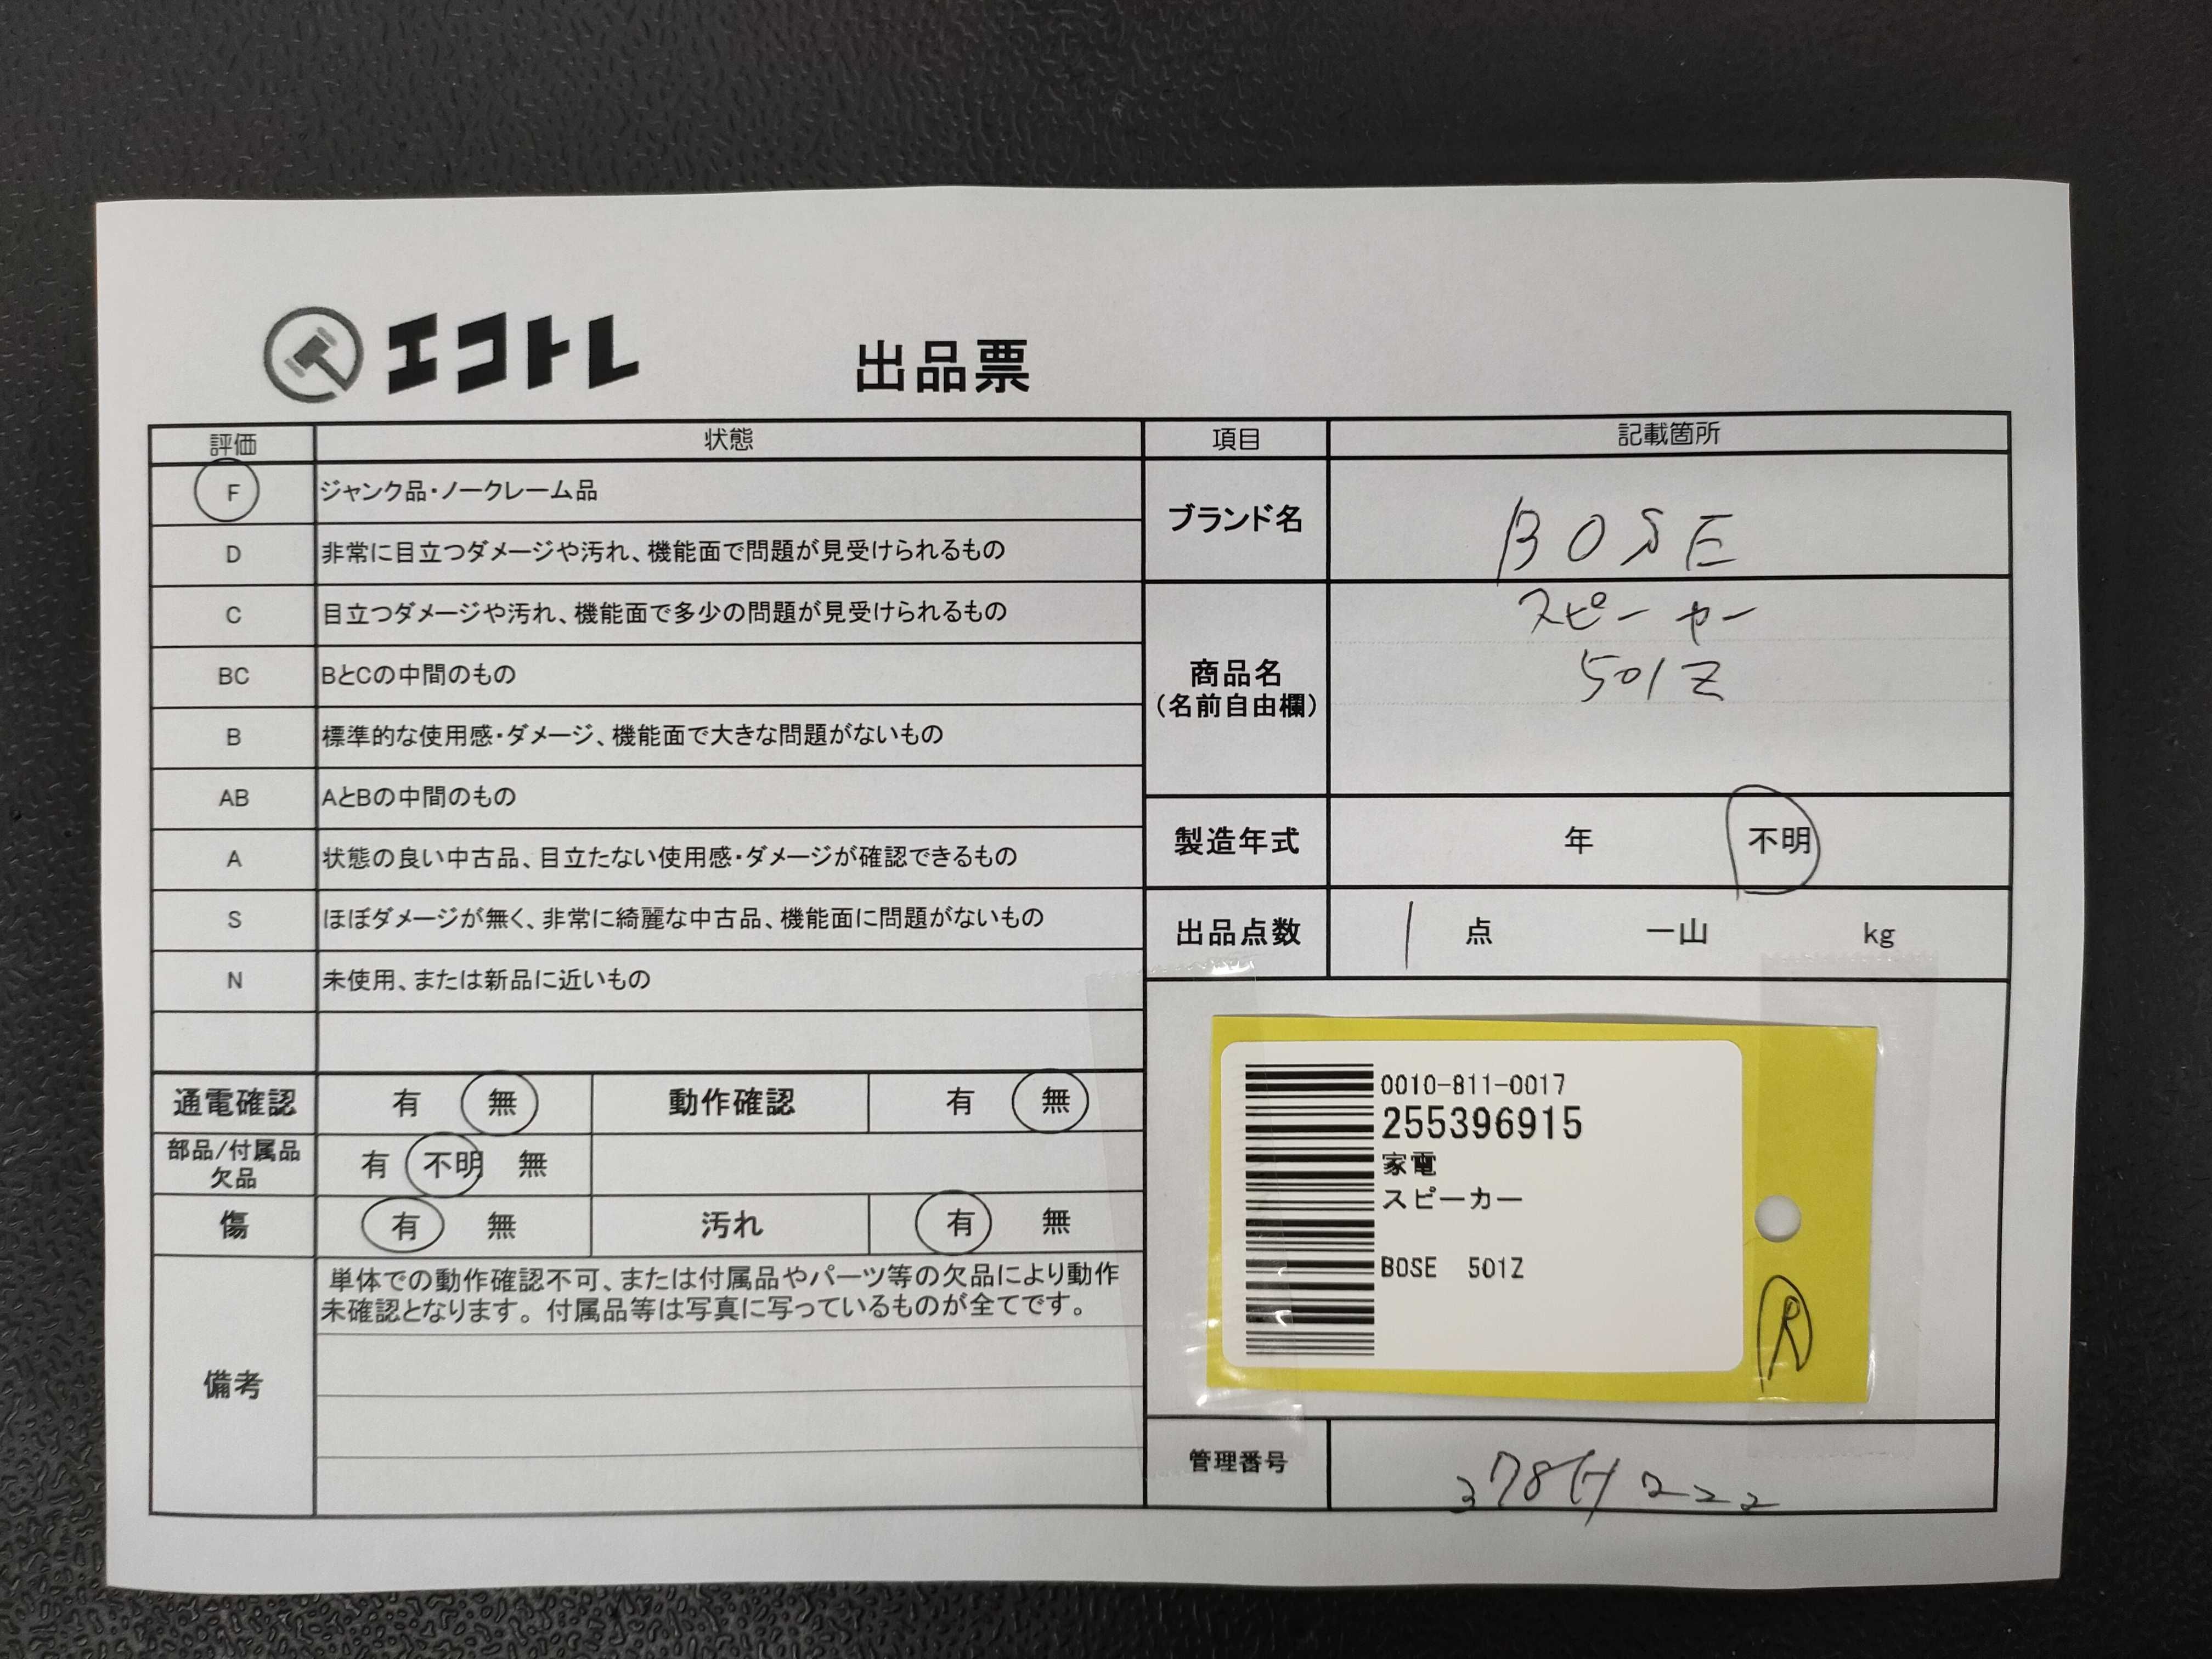 エコトレ
出品票
評価 状態
F ジャンク品・ノークレーム品
D 非常に目立つダメージや汚れ、機能面で問題が見受けられるもの
C 目立つダメージや汚れ、機能面で多少の問題が見受けられるもの
BC BとCの中間のもの
B 標準的な使用感・ダメージ、機能面で大きな問題がないもの
AB AとBの中間のもの
A 状態の良い中古品、目立たない使用感・ダメージが確認できるもの
S ほぼダメージが無く、非常に綺麗な中古品、機能面に問題がないもの
N 未使用、または新品に近いもの
通電確認 有 無 動作確認 有 無
部品/付属品
欠品
有 不明 無
傷 有 無 汚れ 有 無
備考
単体での動作確認不可、または付属品やパーツ等の欠品により動作
未確認となります。付属品等は写真に写っているものが全てです。
項目 記載箇所
ブランド名 BOSE
商品名
(名前自由欄)
スピーカー
501Z
製造年式 年 不明
出品点数 1 点 一山 kg
0010-811-0017
255396915
家電
スピーカー
BOSE 501Z
R
管理番号